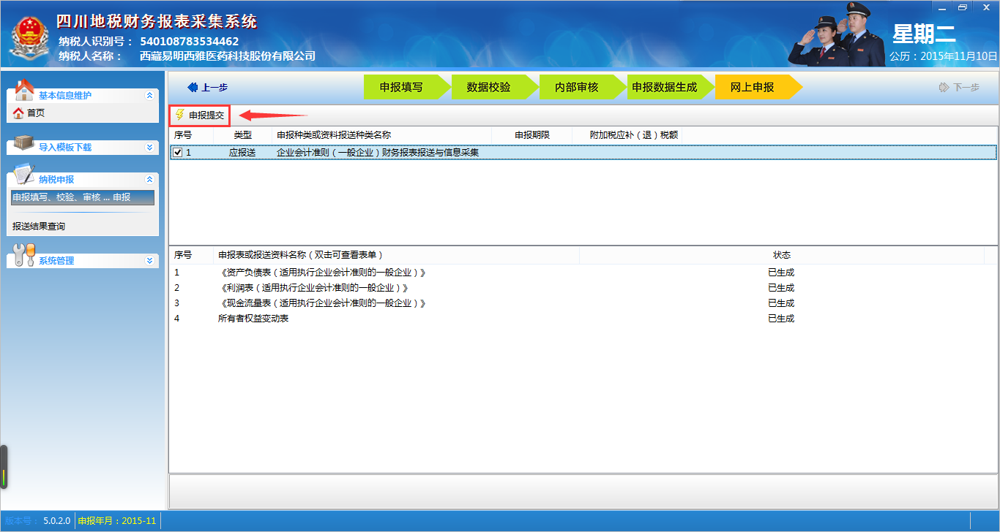 四川地税财务报表采集系统
纳税人识别号： 540108783534462
纳税人名称： 西藏易明西雅医药科技股份有限公司
星期二
公历：2015年11月10日
基本信息维护
首页
导入模板下载
纳税申报
申报填写、校验、审核 ... 申报
报送结果查询
系统管理
上一步
申报填写
数据校验
内部审核
申报数据生成
网上申报
下一步
申报提交
序号 类型 申报种类或资料报送种类名称 申报期限 附加税应补（退）税额
1 应报送 企业会计准则（一般企业）财务报表报送与信息采集
序号 申报表或报送资料名称（双击可查看表单） 状态
1 《资产负债表（适用执行企业会计准则的一般企业）》 已生成
2 《利润表（适用执行企业会计准则的一般企业）》 已生成
3 《现金流量表（适用执行企业会计准则的一般企业）》 已生成
4 所有者权益变动表 已生成
版本号： 5.0.2.0 申报年月：2015-11